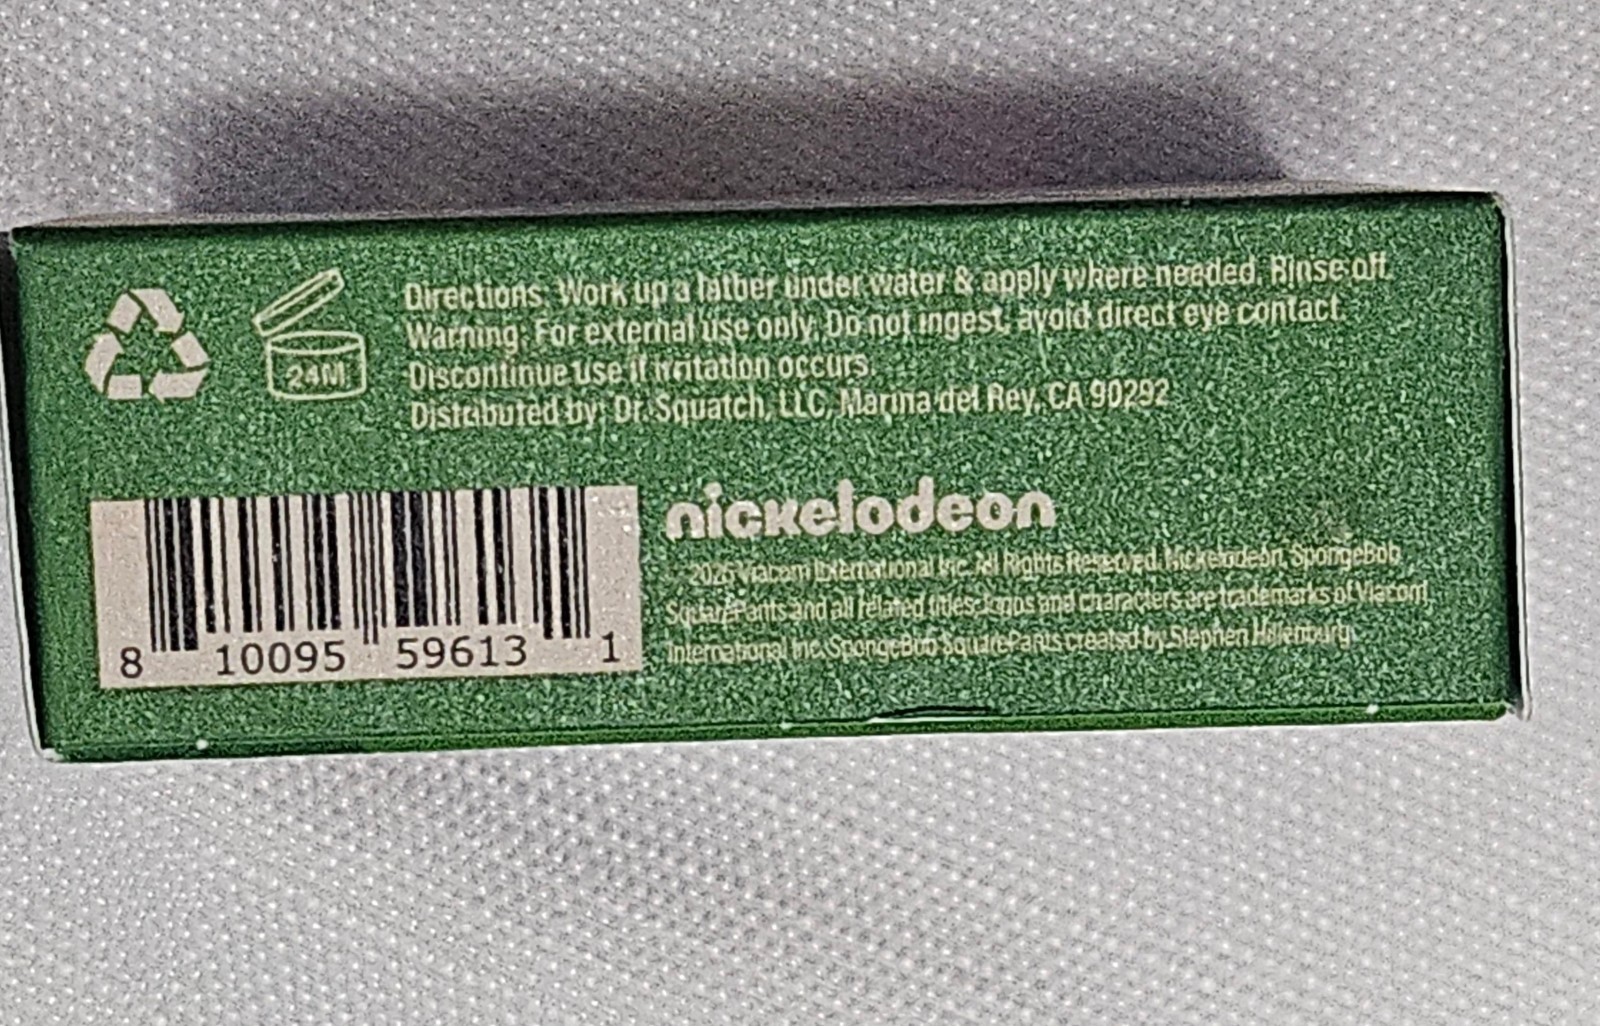 Directions: Work up a lather under water & apply where needed. Rinse off.
Warning: For external use only. Do not ingest, avoid direct eye contact.
Discontinue use if irritation occurs.
Distributed by: Dr. Squatch, LLC, Marina del Rey, CA 90292
24M
nickelodeon
Viacom International Inc. All Rights Reserved. Nickelodeon, SpongeBob
SquarePants and all related titles, logos and characters are trademarks of Viacom
International Inc. SpongeBob SquarePants created by Stephen Hillenburg.
8 10095 59613 1